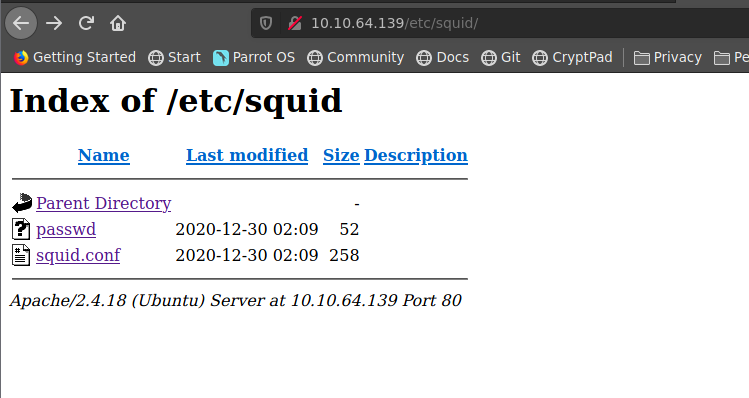 10.10.64.139/etc/squid/
Getting Started Start Parrot OS Community Docs Git CryptPad Privacy Pe
Index of /etc/squid
Name Last modified Size Description
Parent Directory -
passwd 2020-12-30 02:09 52
squid.conf 2020-12-30 02:09 258
Apache/2.4.18 (Ubuntu) Server at 10.10.64.139 Port 80